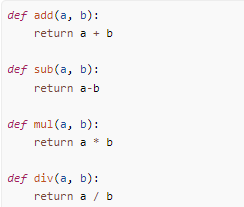 def add(a, b):
    return a + b

def sub(a, b):
    return a-b

def mul(a, b):
    return a * b

def div(a, b):
    return a / b